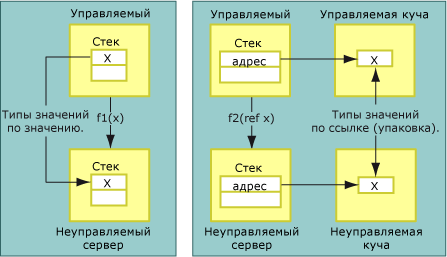 Управляемый
Стек
X
Типы значений
по значению.
f1(x)
Стек
X
Неуправляемый
сервер
Управляемый
Управляемая куча
Стек
адрес
X
f2(ref x)
Типы значений
по ссылке (упаковка).
Стек
адрес
X
Неуправляемый
сервер
Неуправляемая
куча